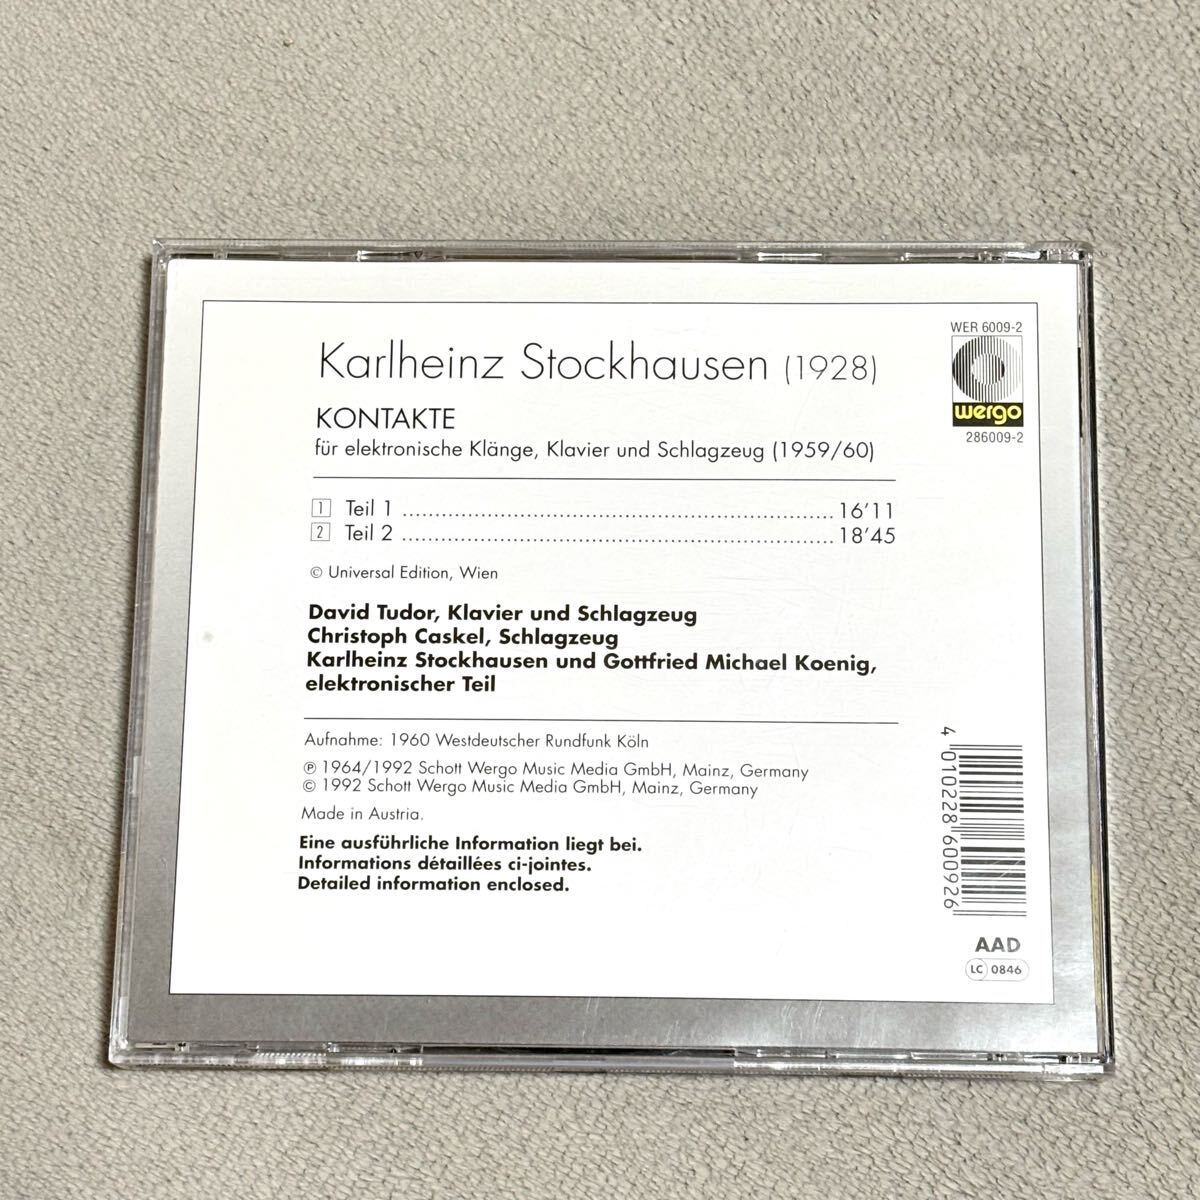 WER 6009-2
wergo
286009-2
Karlheinz Stockhausen (1928)
KONTAKTE
für elektronische Klänge, Klavier und Schlagzeug (1959/60)
1 Teil 1 ........................................................ 16'11
2 Teil 2 ........................................................ 18'45
© Universal Edition, Wien
David Tudor, Klavier und Schlagzeug
Christoph Caskel, Schlagzeug
Karlheinz Stockhausen und Gottfried Michael Koenig,
elektronischer Teil
Aufnahme: 1960 Westdeutscher Rundfunk Köln
℗ 1964/1992 Schott Wergo Music Media GmbH, Mainz, Germany
© 1992 Schott Wergo Music Media GmbH, Mainz, Germany
Made in Austria.
Eine ausführliche Information liegt bei.
Informations détaillées ci-jointes.
Detailed information enclosed.
4 010228 600926
AAD
LC 0846